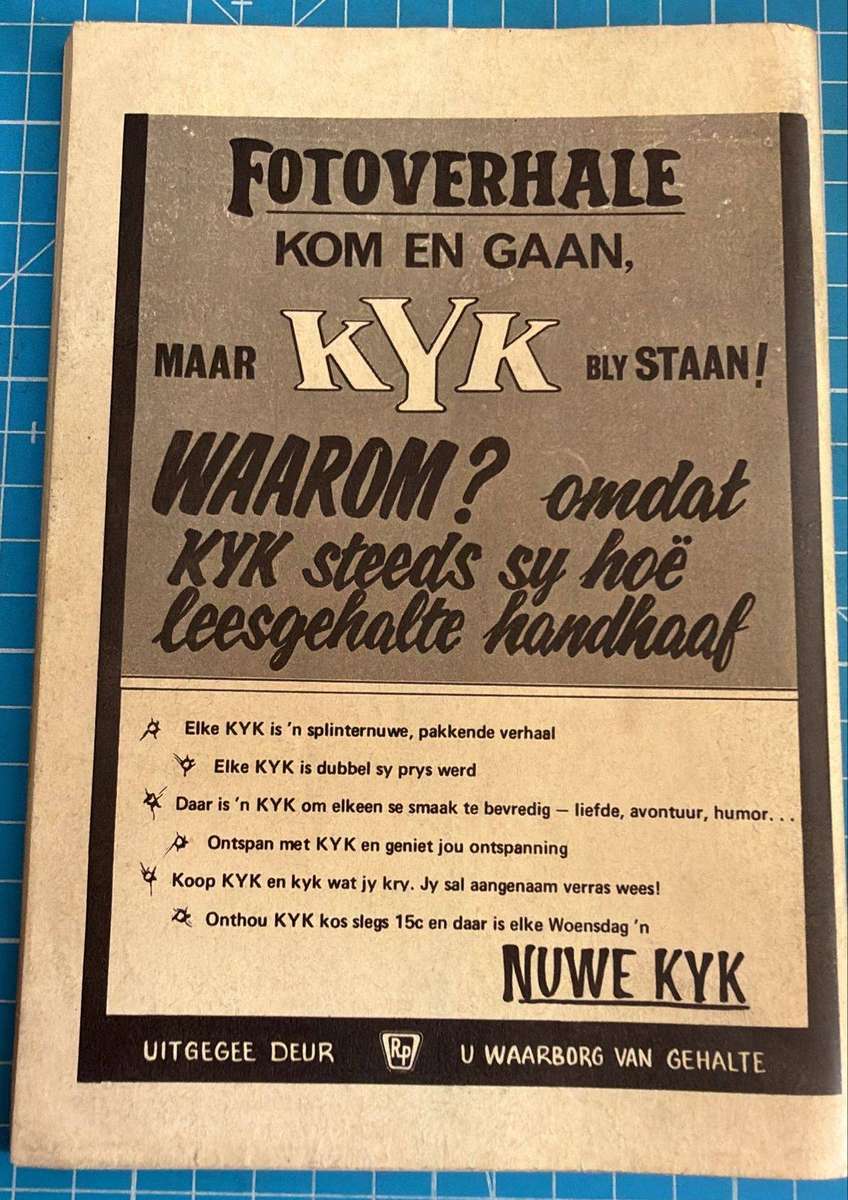 FOTOVERHALE
KOM EN GAAN,
MAAR KYK BLY STAAN!
WAAROM? omdat
KYK steeds sy hoë
leesgehalte handhaaf
Elke KYK is 'n splinternuwe, pakkende verhaal
Elke KYK is dubbel sy prys werd
Daar is 'n KYK om elkeen se smaak te bevredig — liefde, avontuur, humor...
Ontspan met KYK en geniet jou ontspanning
Koop KYK en kyk wat jy kry. Jy sal aangenaam verras wees!
Onthou KYK kos slegs 15c en daar is elke Woensdag 'n
NUWE KYK
UITGEGEE DEUR RP U WAARBORG VAN GEHALTE